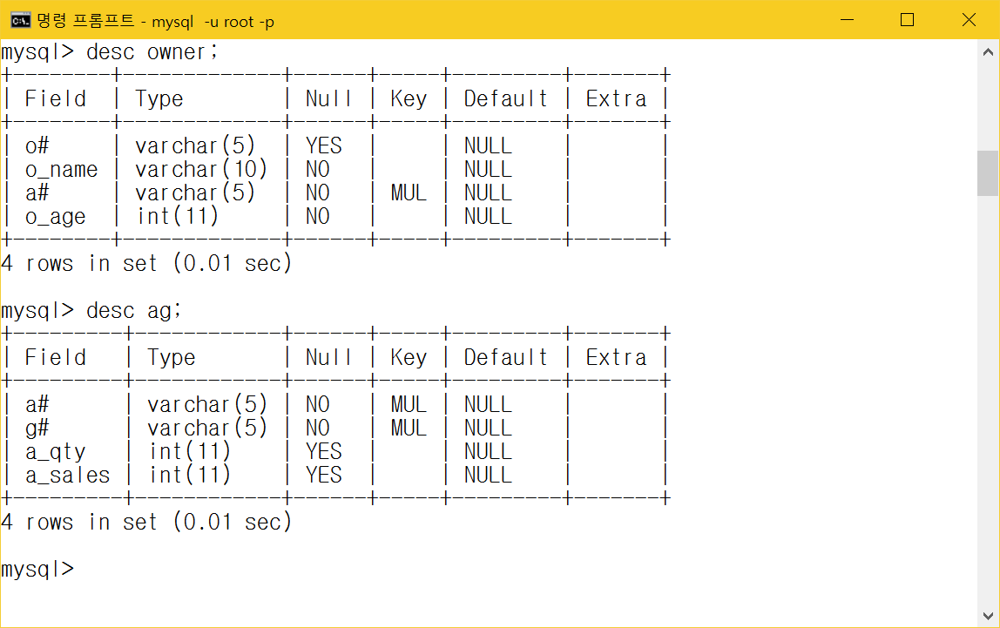 명령 프롬프트 - mysql  -u root -p
mysql> desc owner;
+--------+-------------+------+-----+---------+-------+
| Field  | Type        | Null | Key | Default | Extra |
+--------+-------------+------+-----+---------+-------+
| o#     | varchar(5)  | YES  |     | NULL    |       |
| o_name | varchar(10) | NO   |     | NULL    |       |
| a#     | varchar(5)  | NO   | MUL | NULL    |       |
| o_age  | int(11)     | NO   |     | NULL    |       |
+--------+-------------+------+-----+---------+-------+
4 rows in set (0.01 sec)
mysql> desc ag;
+---------+------------+------+-----+---------+-------+
| Field   | Type       | Null | Key | Default | Extra |
+---------+------------+------+-----+---------+-------+
| a#      | varchar(5) | NO   | MUL | NULL    |       |
| g#      | varchar(5) | NO   | MUL | NULL    |       |
| a_qty   | int(11)    | YES  |     | NULL    |       |
| a_sales | int(11)    | YES  |     | NULL    |       |
+---------+------------+------+-----+---------+-------+
4 rows in set (0.01 sec)
mysql>